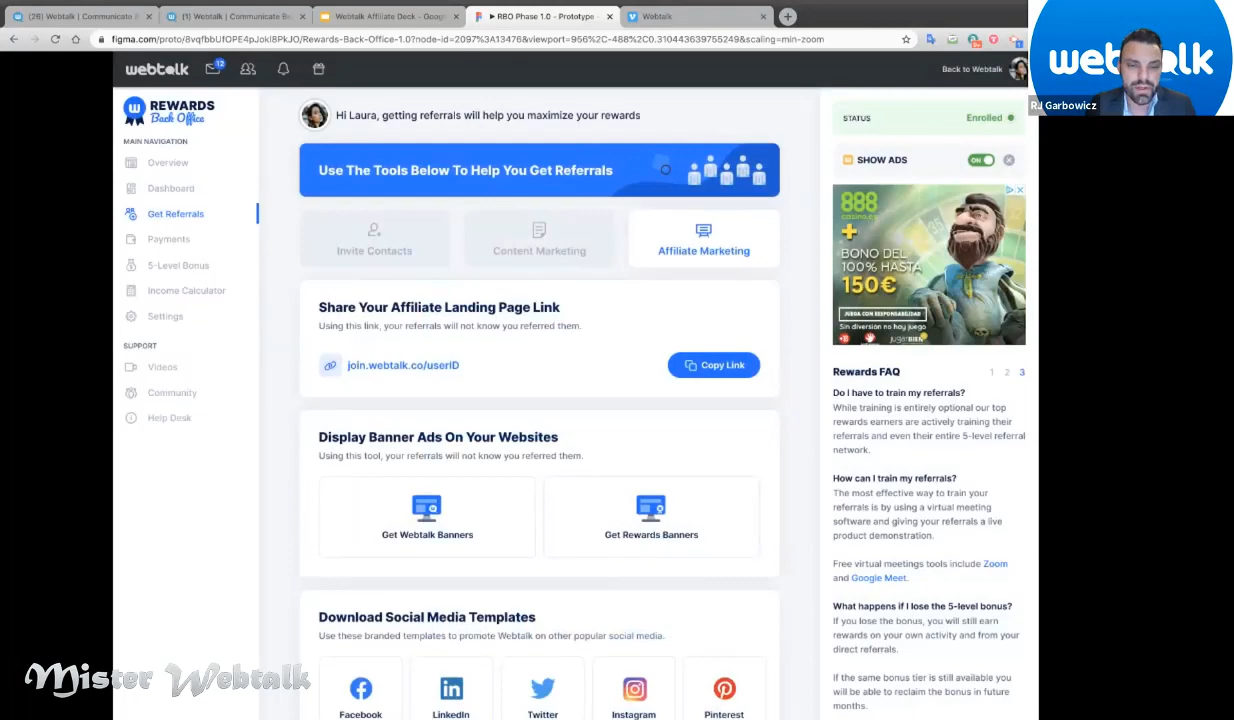 (26) Webtalk | Communicate B
(1) Webtalk | Communicate Be
Webtalk Affiliate Deck - Goog
▶ RBO Phase 1.0 - Prototype -
Webtalk
figma.com/proto/8vqfbbUfOPE4pJokI8PkJO/Rewards-Back-Office-1.0?node-id=2097%3A13476&viewport=956%2C-488%2C0.310443639755249&scaling=min-zoom
webtalk
12
Back to Webtalk
webtalk
RJ Garbowicz
REWARDS
Back Office
MAIN NAVIGATION
Overview
Dashboard
Get Referrals
Payments
5-Level Bonus
Income Calculator
Settings
SUPPORT
Videos
Community
Help Desk
Hi Laura, getting referrals will help you maximize your rewards
Use The Tools Below To Help You Get Referrals
Invite Contacts
Content Marketing
Affiliate Marketing
Share Your Affiliate Landing Page Link
Using this link, your referrals will not know you referred them.
join.webtalk.co/userID
Copy Link
Display Banner Ads On Your Websites
Using this tool, your referrals will not know you referred them.
Get Webtalk Banners
Get Rewards Banners
Download Social Media Templates
Use these branded templates to promote Webtalk on other popular social media.
Facebook
LinkedIn
Twitter
Instagram
Pinterest
STATUS
Enrolled
SHOW ADS
ON
888
casino.es
+
BONO DEL
100% HASTA
150€
JUEGA CON RESPONSABILIDAD
Sin diversión no hay juego
+18
jugarBIEN
Rewards FAQ
1 2 3
Do I have to train my referrals?
While training is entirely optional our top
rewards earners are actively training their
referrals and even their entire 5-level referral
network.
How can I train my referrals?
The most effective way to train your
referrals is by using a virtual meeting
software and giving your referrals a live
product demonstration.
Free virtual meetings tools include Zoom
and Google Meet.
What happens if I lose the 5-level bonus?
If you lose the bonus, you will still earn
rewards on your own activity and from your
direct referrals.
If the same bonus tier is still available you
will be able to reclaim the bonus in future
months.
Mister Webtalk